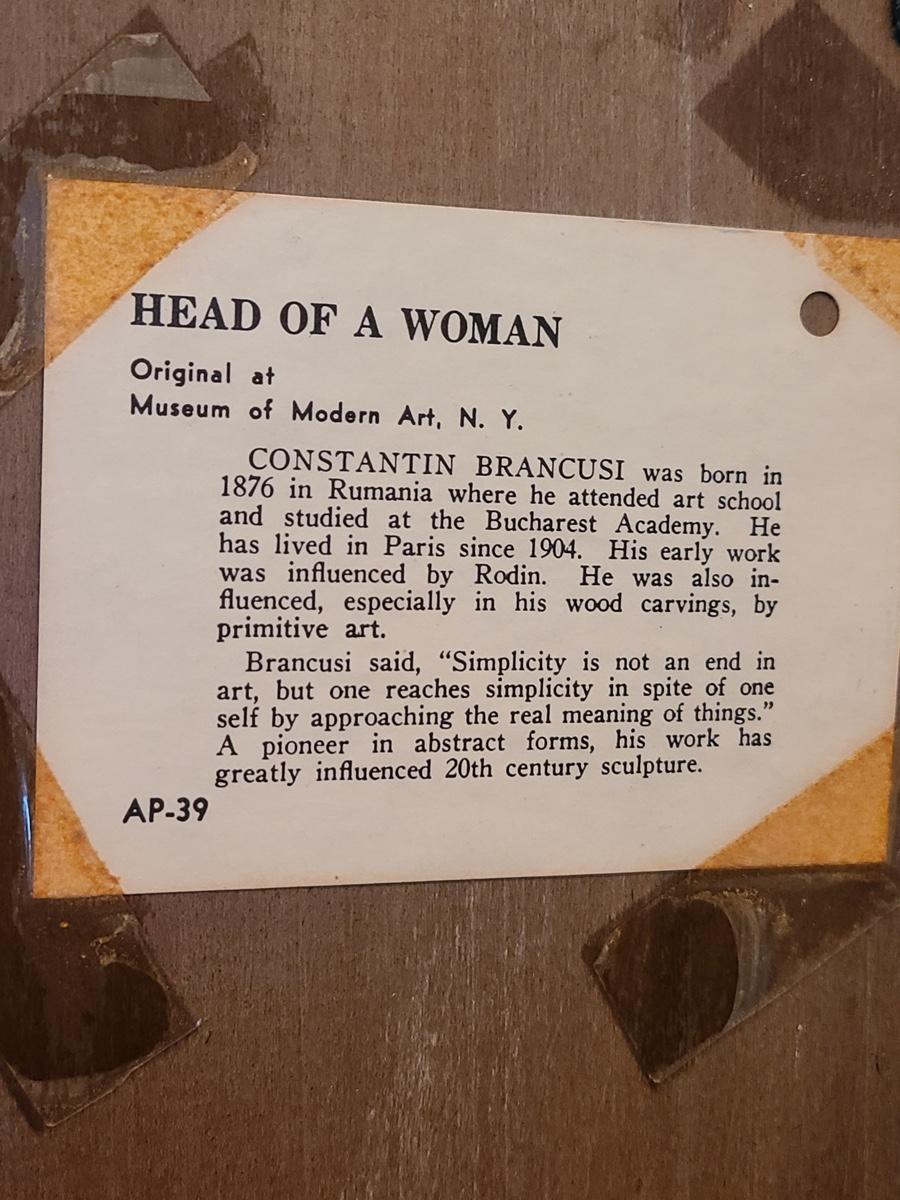 HEAD OF A WOMAN
Original at
Museum of Modern Art, N. Y.
CONSTANTIN BRANCUSI was born in
1876 in Rumania where he attended art school
and studied at the Bucharest Academy. He
has lived in Paris since 1904. His early work
was influenced by Rodin. He was also in-
fluenced, especially in his wood carvings, by
primitive art.
Brancusi said, “Simplicity is not an end in
art, but one reaches simplicity in spite of one
self by approaching the real meaning of things.”
A pioneer in abstract forms, his work has
greatly influenced 20th century sculpture.
AP-39